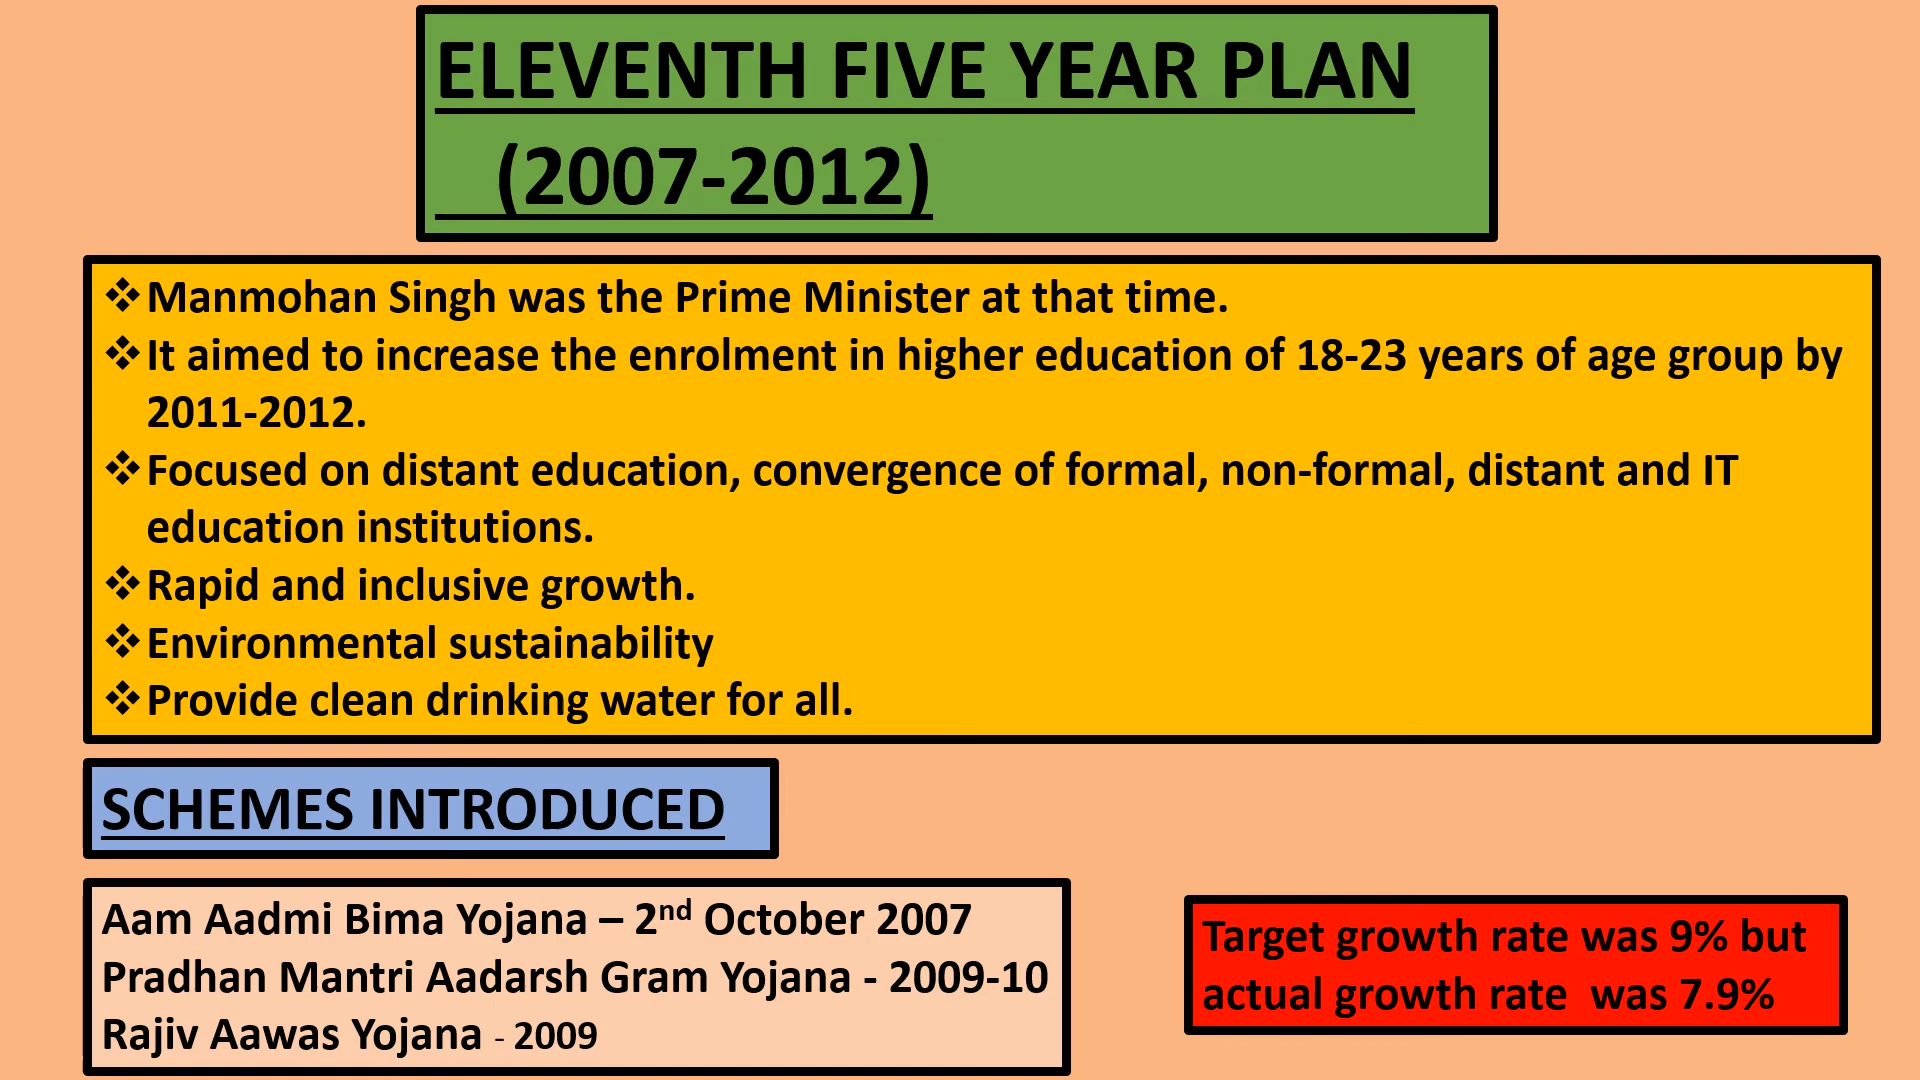 ELEVENTH FIVE YEAR PLAN
(2007-2012)
❖Manmohan Singh was the Prime Minister at that time.
❖It aimed to increase the enrolment in higher education of 18-23 years of age group by
2011-2012.
❖Focused on distant education, convergence of formal, non-formal, distant and IT
education institutions.
❖Rapid and inclusive growth.
❖Environmental sustainability
❖Provide clean drinking water for all.
SCHEMES INTRODUCED
Aam Aadmi Bima Yojana – 2nd October 2007
Pradhan Mantri Aadarsh Gram Yojana - 2009-10
Rajiv Aawas Yojana - 2009
Target growth rate was 9% but
actual growth rate  was 7.9%